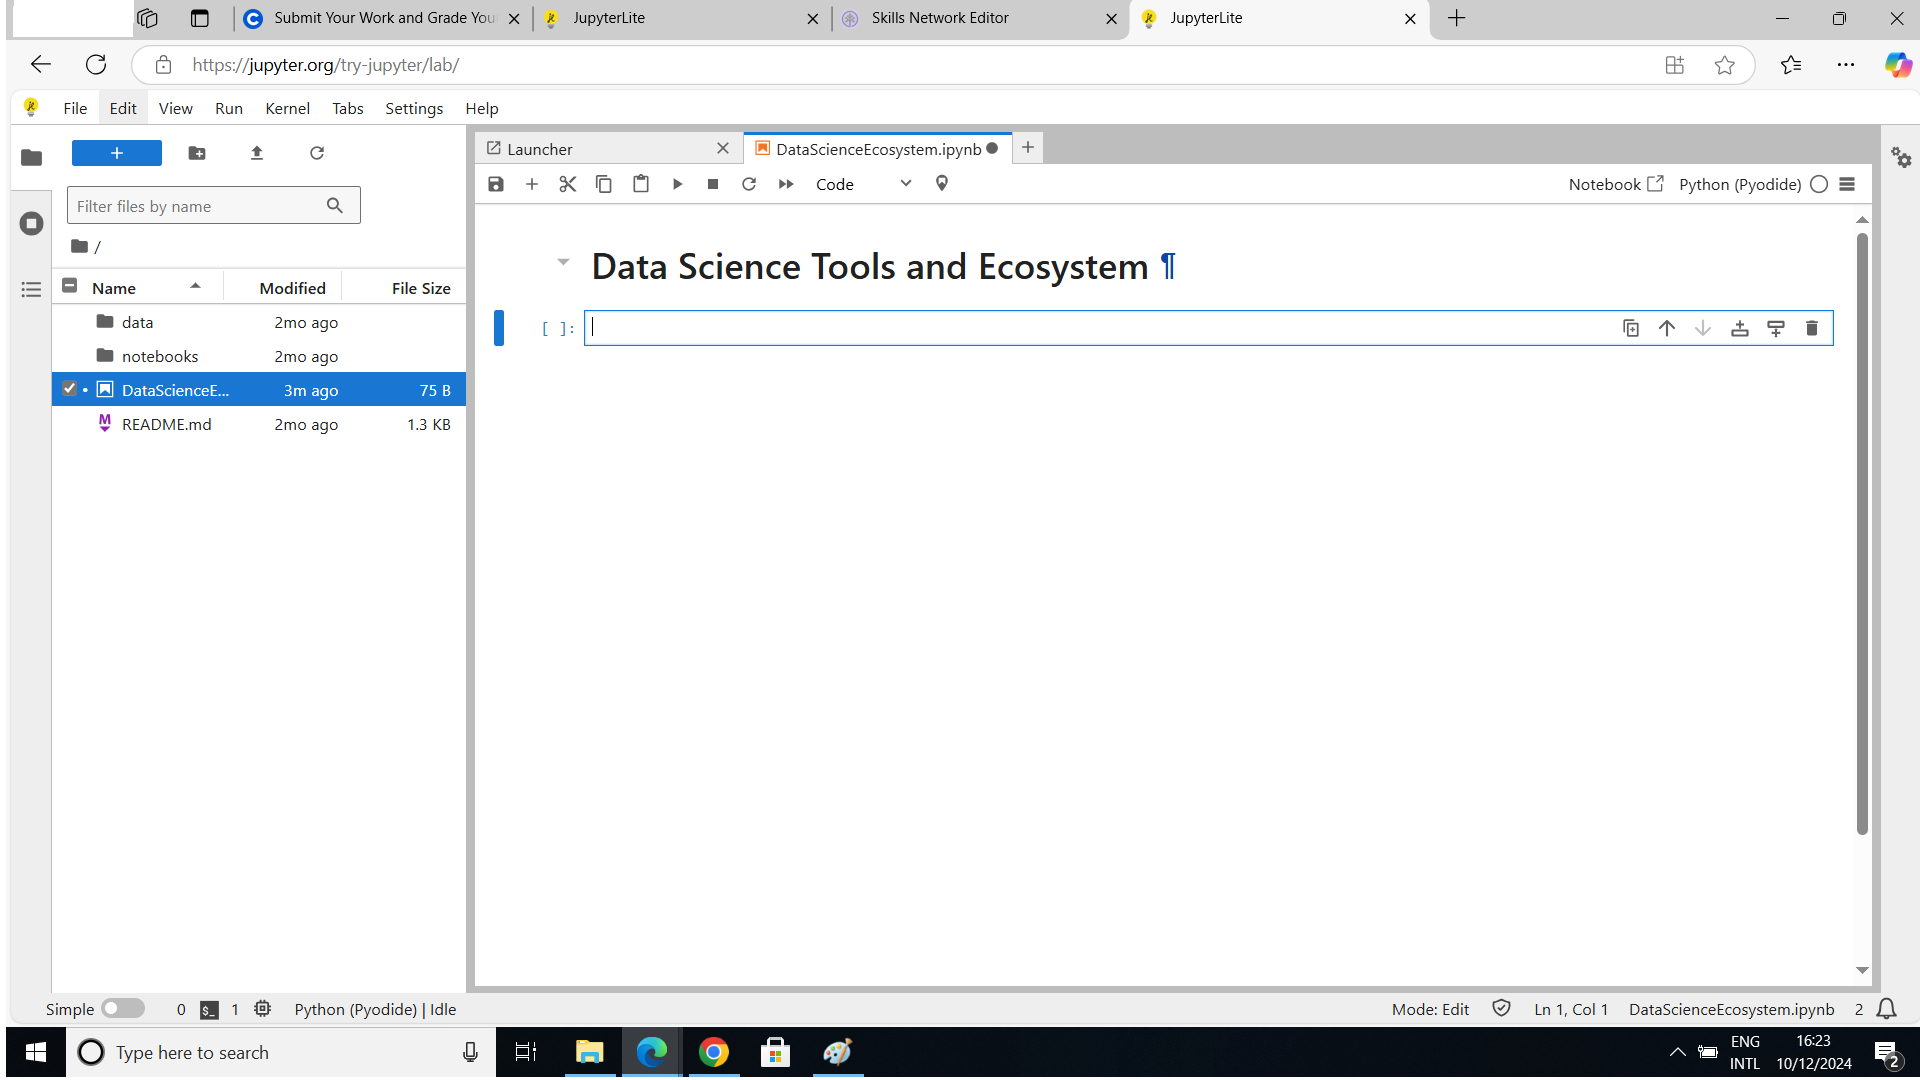 Submit Your Work and Grade You
JupyterLite
Skills Network Editor
JupyterLite
https://jupyter.org/try-jupyter/lab/
File Edit View Run Kernel Tabs Settings Help
+
Launcher
DataScienceEcosystem.ipynb
Code
Notebook
Python (Pyodide)
Filter files by name
/
Name Modified File Size
data 2mo ago
notebooks 2mo ago
DataScienceE... 3m ago 75 B
README.md 2mo ago 1.3 KB
Data Science Tools and Ecosystem ¶
[ ]:
Simple 0 $_ 1 Python (Pyodide) | Idle
Mode: Edit Ln 1, Col 1 DataScienceEcosystem.ipynb 2
Type here to search
ENG
INTL
16:23
10/12/2024
2